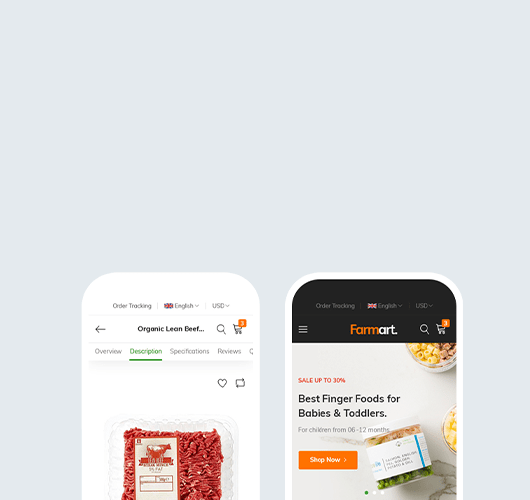 Order Tracking English USD
Organic Lean Beef... 3
Overview Description Specifications Reviews Q
Order Tracking English USD
Farmart. 3
SALE UP TO 30%
Best Finger Foods for
Babies & Toddlers.
For children from 06 -12 months
Shop Now